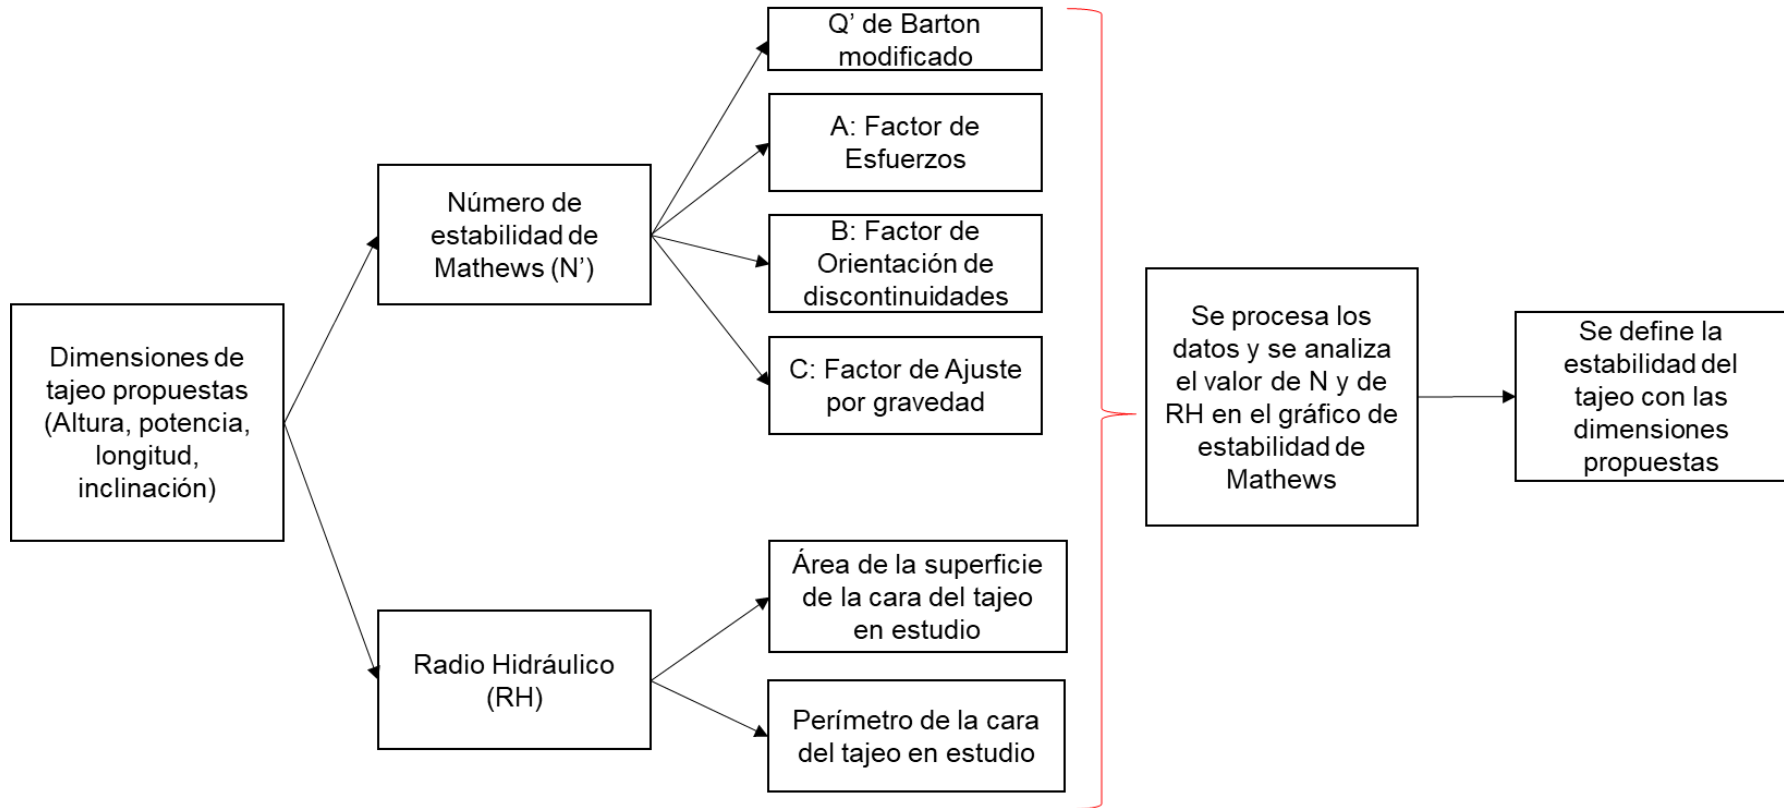 Dimensiones de
tajeo propuestas
(Altura, potencia,
longitud,
inclinación)
Número de
estabilidad de
Mathews (N’)
Q’ de Barton
modificado
A: Factor de
Esfuerzos
B: Factor de
Orientación de
discontinuidades
C: Factor de Ajuste
por gravedad
Radio Hidráulico
(RH)
Área de la superficie
de la cara del tajeo
en estudio
Perímetro de la cara
del tajeo en estudio
Se procesa los
datos y se analiza
el valor de N y de
RH en el gráfico de
estabilidad de
Mathews
Se define la
estabilidad del
tajeo con las
dimensiones
propuestas